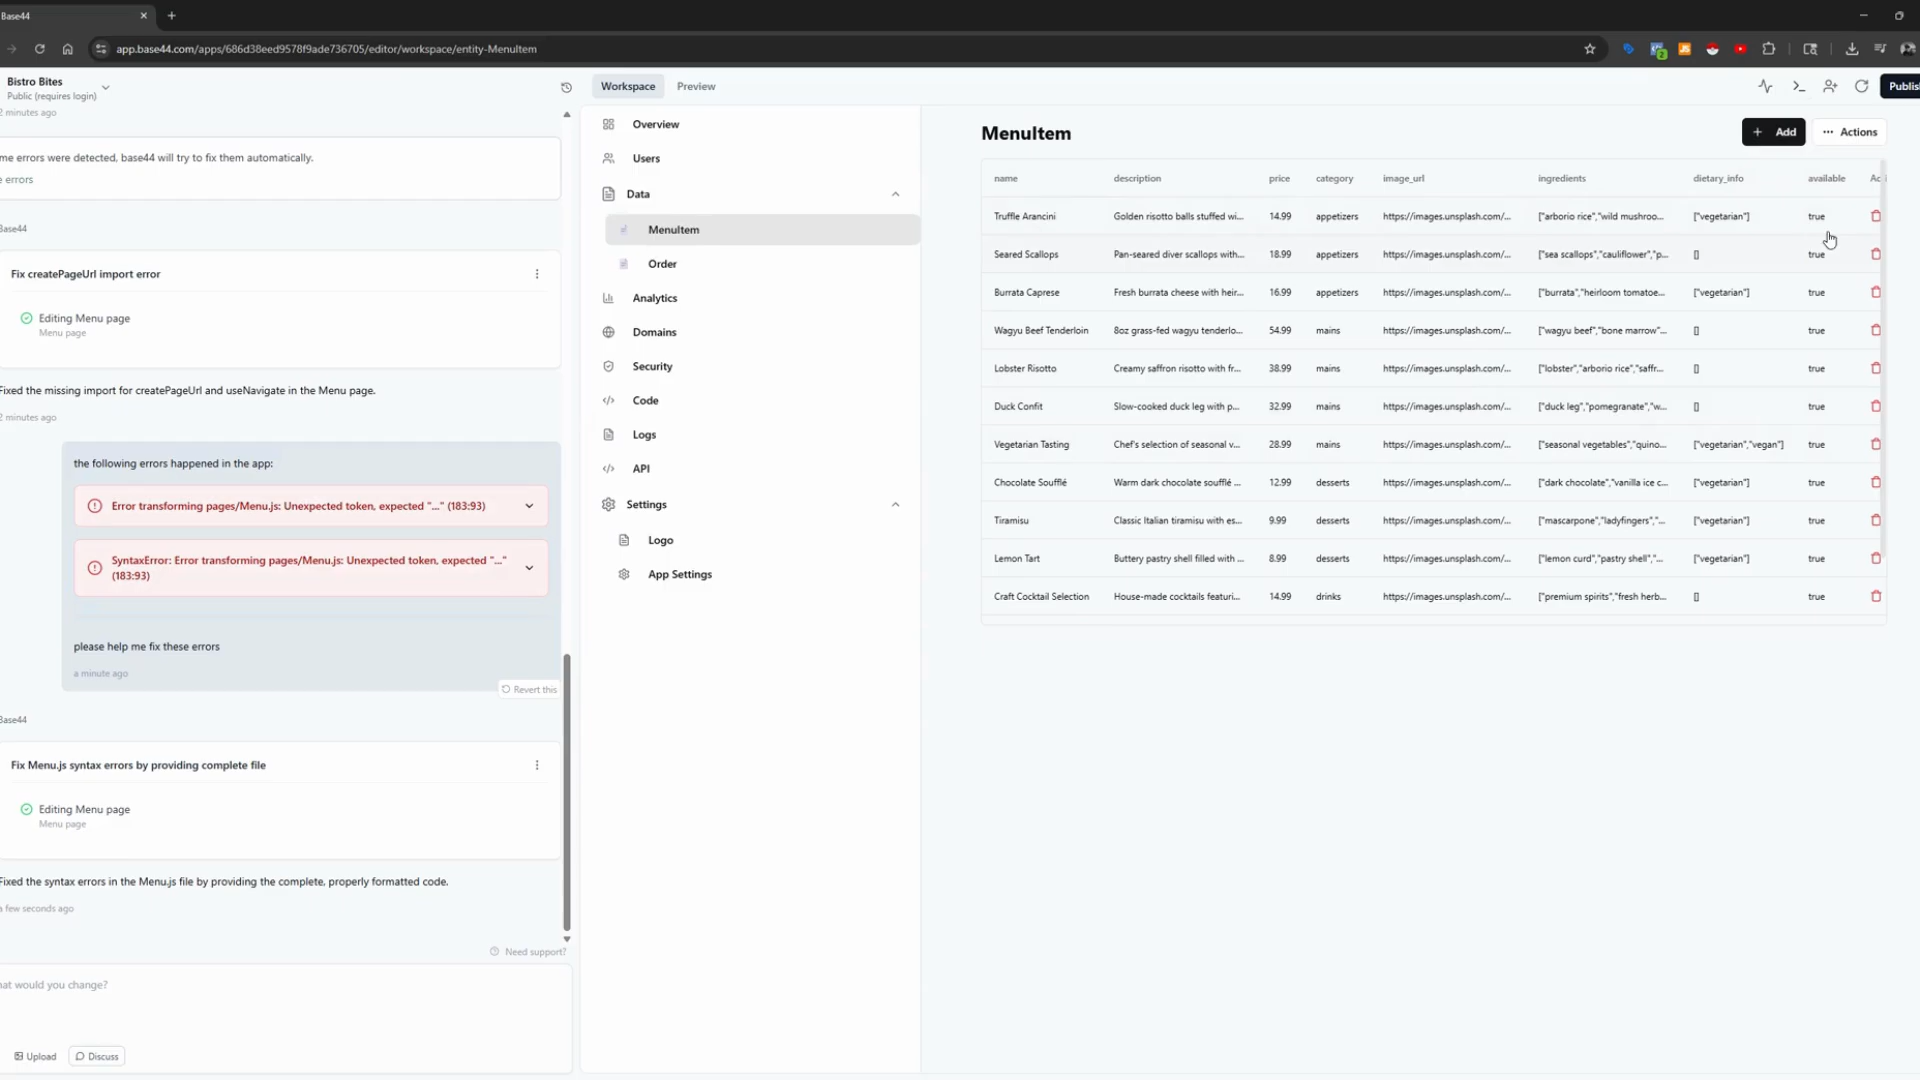 Base44
app.base44.com/apps/686d38eed9578f9ade736705/editor/workspace/entity-MenuItem
Bistro Bites
Public (requires login)
2 minutes ago
me errors were detected, base44 will try to fix them automatically.
errors
Base44
Fix createPageUrl import error
Editing Menu page
Menu page
Fixed the missing import for createPageUrl and useNavigate in the Menu page.
2 minutes ago
the following errors happened in the app:
Error transforming pages/Menu.js: Unexpected token, expected "..." (183:93)
SyntaxError: Error transforming pages/Menu.js: Unexpected token, expected "..."
(183:93)
please help me fix these errors
a minute ago
Revert this
Base44
Fix Menu.js syntax errors by providing complete file
Editing Menu page
Menu page
Fixed the syntax errors in the Menu.js file by providing the complete, properly formatted code.
a few seconds ago
Need support?
hat would you change?
Upload
Discuss
Workspace
Preview
Publis
Overview
Users
Data
MenuItem
Order
Analytics
Domains
Security
Code
Logs
API
Settings
Logo
App Settings
MenuItem
+ Add
Actions
name description price category image_url ingredients dietary_info available Ac
Truffle Arancini Golden risotto balls stuffed wi... 14.99 appetizers https://images.unsplash.com/... ["arborio rice","wild mushroo... ["vegetarian"] true
Seared Scallops Pan-seared diver scallops with... 18.99 appetizers https://images.unsplash.com/... ["sea scallops","cauliflower","p... [] true
Burrata Caprese Fresh burrata cheese with heir... 16.99 appetizers https://images.unsplash.com/... ["burrata","heirloom tomatoe... ["vegetarian"] true
Wagyu Beef Tenderloin 8oz grass-fed wagyu tenderlo... 54.99 mains https://images.unsplash.com/... ["wagyu beef","bone marrow"... [] true
Lobster Risotto Creamy saffron risotto with fr... 38.99 mains https://images.unsplash.com/... ["lobster","arborio rice","saffr... [] true
Duck Confit Slow-cooked duck leg with p... 32.99 mains https://images.unsplash.com/... ["duck leg","pomegranate","w... [] true
Vegetarian Tasting Chef's selection of seasonal v... 28.99 mains https://images.unsplash.com/... ["seasonal vegetables","quino... ["vegetarian","vegan"] true
Chocolate Soufflé Warm dark chocolate soufflé ... 12.99 desserts https://images.unsplash.com/... ["dark chocolate","vanilla ice c... ["vegetarian"] true
Tiramisu Classic Italian tiramisu with es... 9.99 desserts https://images.unsplash.com/... ["mascarpone","ladyfingers","... ["vegetarian"] true
Lemon Tart Buttery pastry shell filled with ... 8.99 desserts https://images.unsplash.com/... ["lemon curd","pastry shell","... ["vegetarian"] true
Craft Cocktail Selection House-made cocktails featuri... 14.99 drinks https://images.unsplash.com/... ["premium spirits","fresh herb... [] true